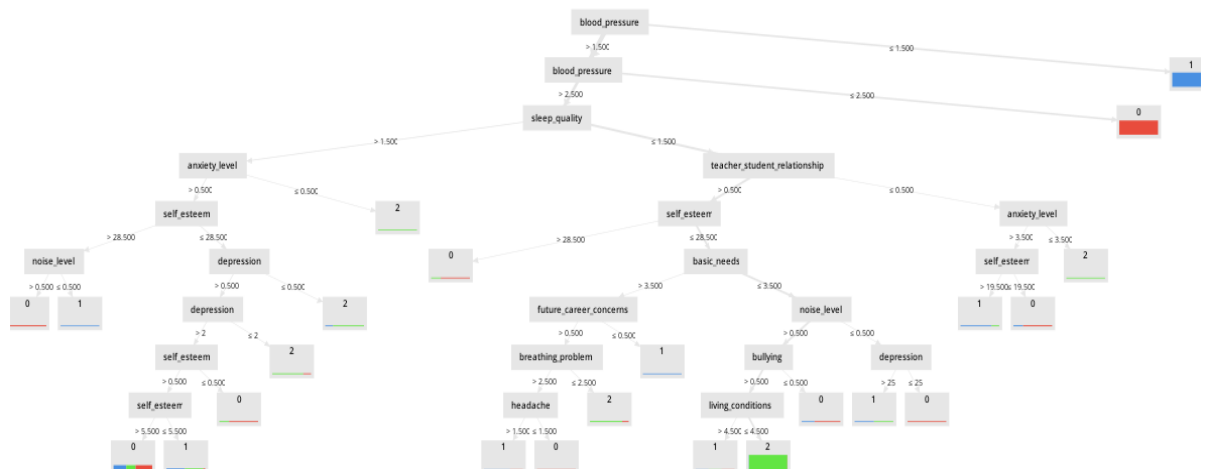 blood_pressure
> 1.500 ≤ 1.500
blood_pressure 1
> 2.500 ≤ 2.500
sleep_quality 0
> 1.500 ≤ 1.500
anxiety_level teacher_student_relationship
> 0.500 ≤ 0.500 > 0.500 ≤ 0.500
self_esteem 2 self_esteem anxiety_level
> 28.500 ≤ 28.500 > 28.500 ≤ 28.500 > 3.500 ≤ 3.500
noise_level depression 0 basic_needs self_esteem 2
> 0.500 ≤ 0.500 > 0.500 ≤ 0.500 > 3.500 ≤ 3.500 > 19.500 ≤ 19.500
0 1 depression 2 future_career_concerns noise_level 1 0
> 2 ≤ 2 > 0.500 ≤ 0.500 > 0.500 ≤ 0.500
self_esteem 2 breathing_problem 1 bullying depression
> 0.500 ≤ 0.500 > 2.500 ≤ 2.500 > 0.500 ≤ 0.500 > 25 ≤ 25
self_esteem 0 headache 2 living_conditions 0 1 0
> 5.500 ≤ 5.500 > 1.500 ≤ 1.500 > 4.500 ≤ 4.500
0 1 1 0 1 2